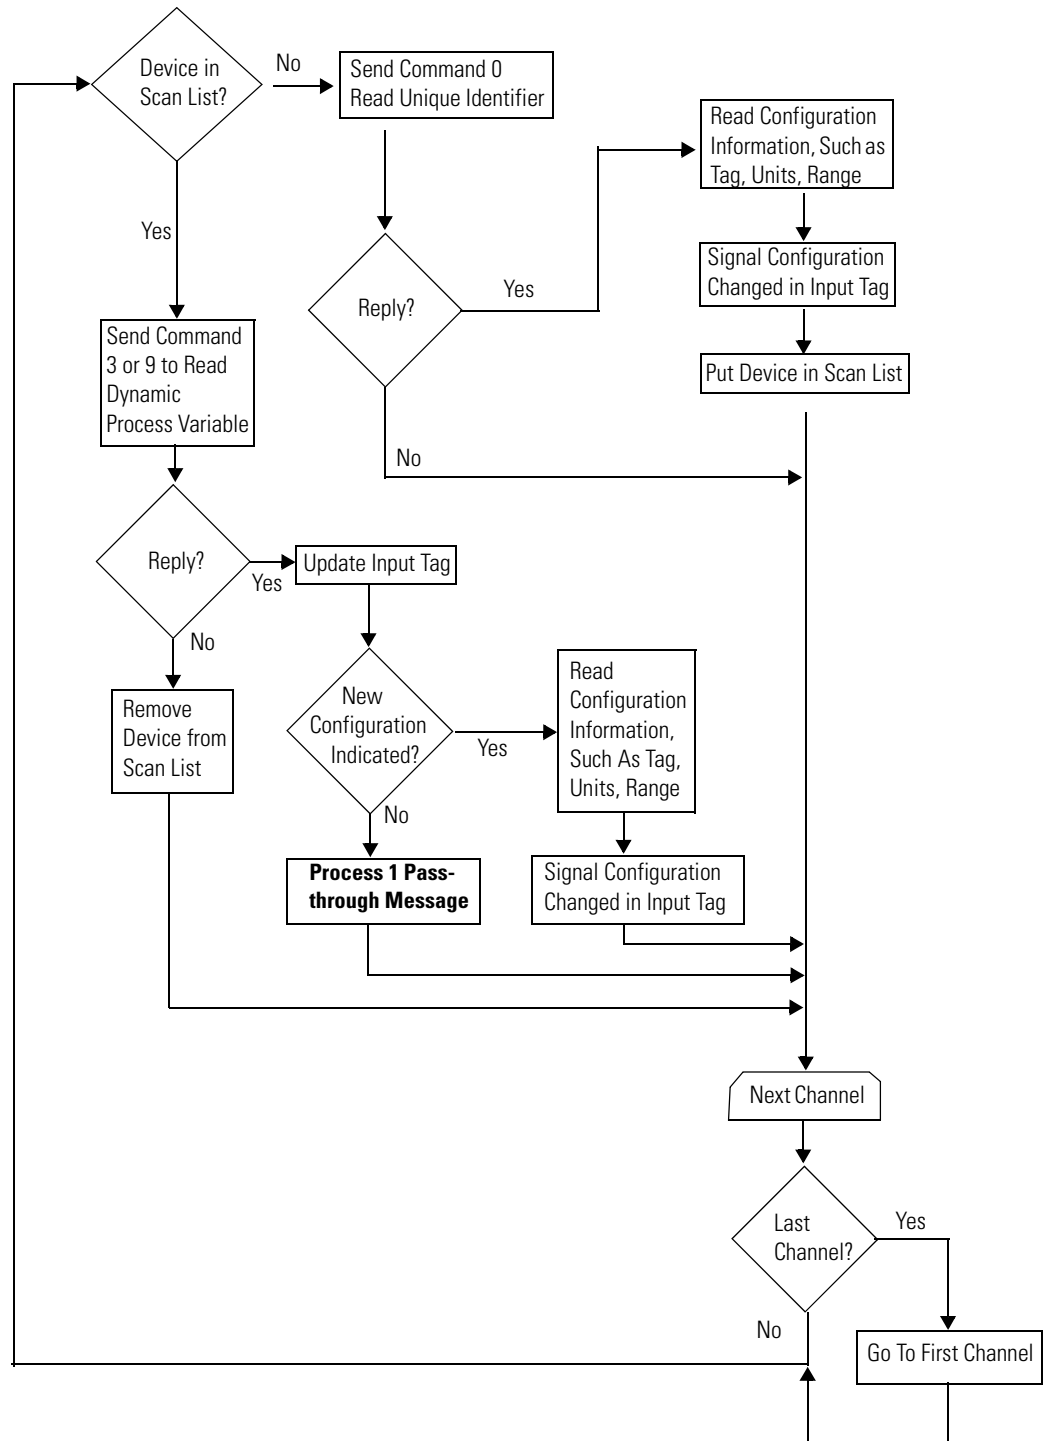 Device in
Scan List?
No
Send Command 0
Read Unique Identifier
Read Configuration
Information, Such as
Tag, Units, Range
Yes
Signal Configuration
Changed in Input Tag
Reply?
Yes
Send Command
3 or 9 to Read
Dynamic
Process Variable
Put Device in Scan List
No
Reply?
Yes
Update Input Tag
No
Remove
Device from
Scan List
New
Configuration
Indicated?
Yes
Read
Configuration
Information,
Such As Tag,
Units, Range
No
Process 1 Pass-
through Message
Signal Configuration
Changed in Input Tag
Next Channel
Last
Channel?
Yes
No
Go To First Channel